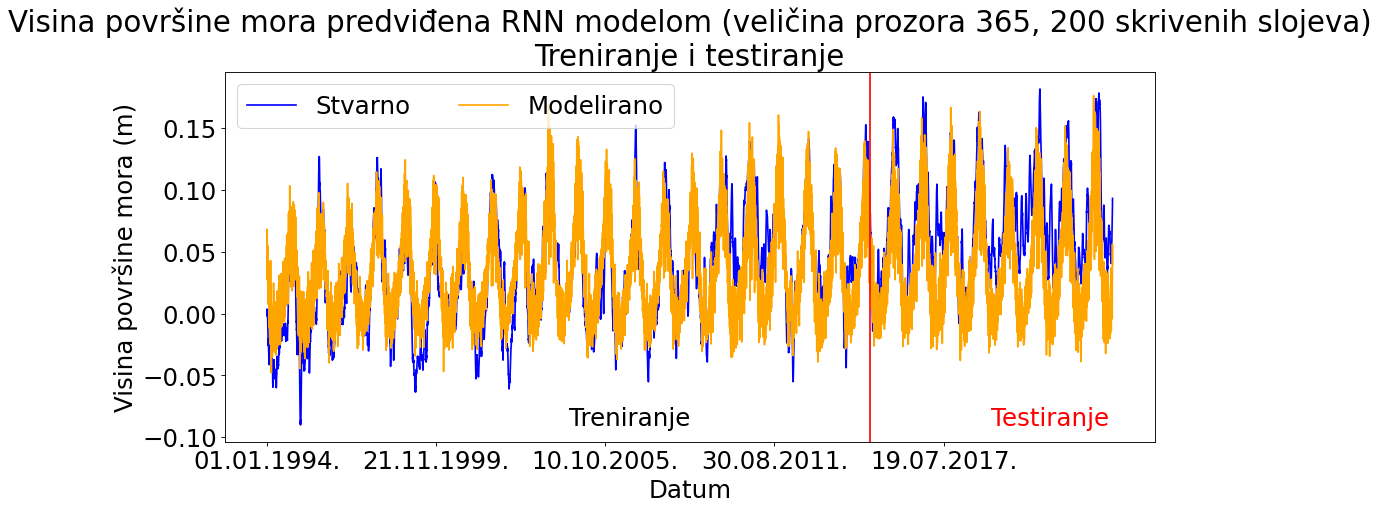 Visina površine mora predviđena RNN modelom (veličina prozora 365, 200 skrivenih slojeva)
Treniranje i testiranje
Stvarno Modelirano
Visina površine mora (m)
0.15
0.10
0.05
0.00
−0.05
−0.10
Treniranje Testiranje
01.01.1994. 21.11.1999. 10.10.2005. 30.08.2011. 19.07.2017.
Datum